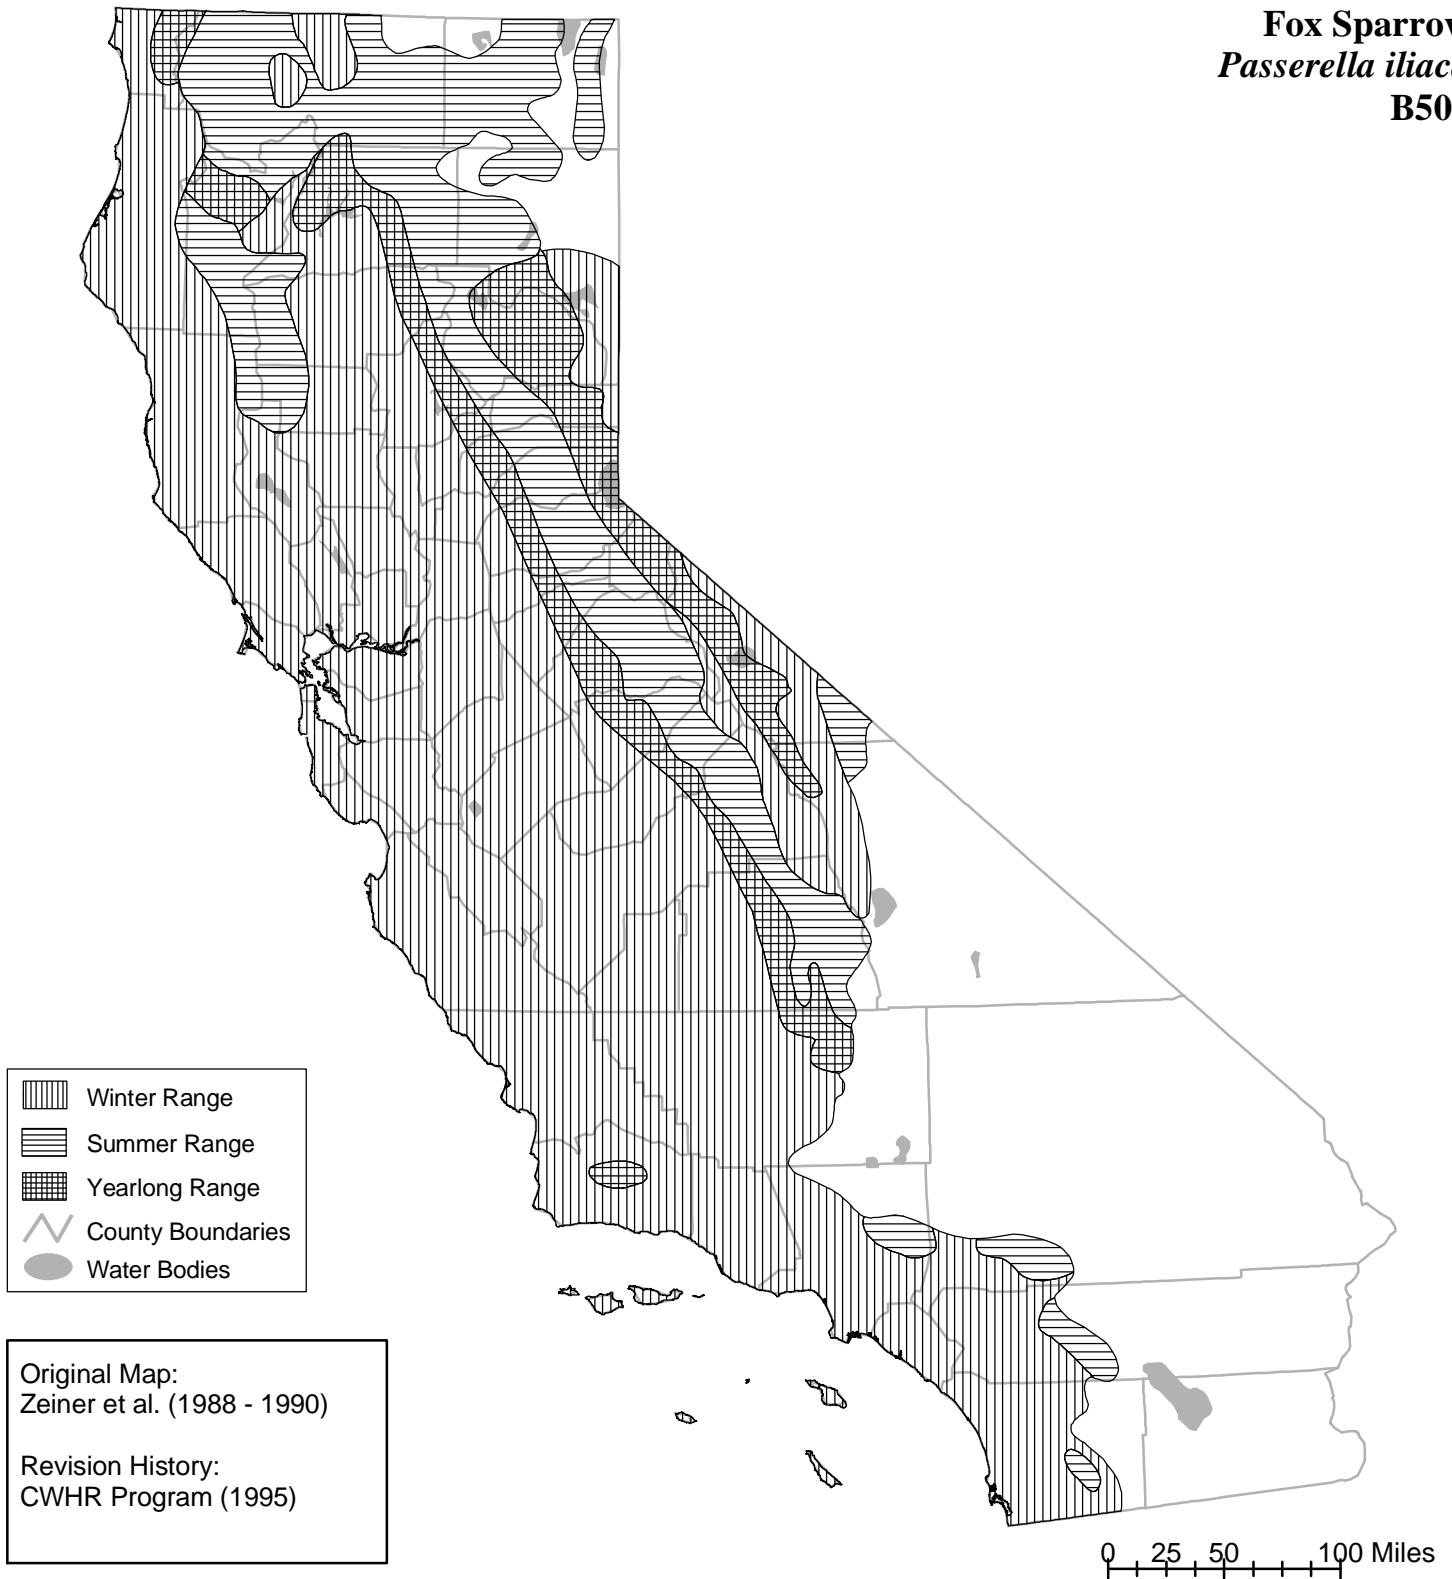 Fox Sparrow
Passerella iliaca
B50
Winter Range
Summer Range
Yearlong Range
County Boundaries
Water Bodies
Original Map:
Zeiner et al. (1988 - 1990)
Revision History:
CWHR Program (1995)
0 25 50 100 Miles